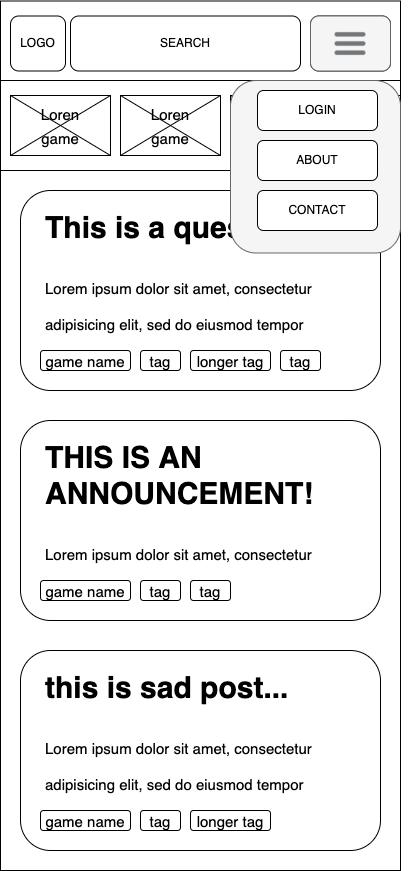 LOGO
SEARCH
Loren
game
Loren
game
LOGIN
ABOUT
CONTACT
This is a ques
Lorem ipsum dolor sit amet, consectetur
adipisicing elit, sed do eiusmod tempor
game name tag longer tag tag
THIS IS AN
ANNOUNCEMENT!
Lorem ipsum dolor sit amet, consectetur
game name tag tag
this is sad post...
Lorem ipsum dolor sit amet, consectetur
adipisicing elit, sed do eiusmod tempor
game name tag longer tag